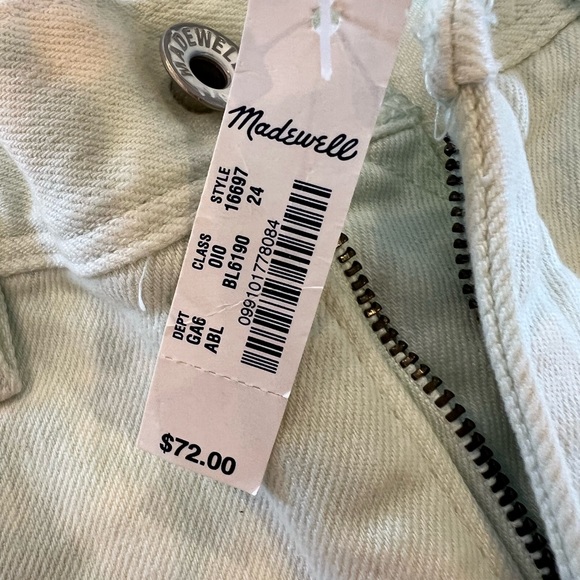 MADEWELL
Madewell
DEPT CLASS STYLE
GA6 010 16697
ABL BL6190 24
099101778084
$72.00